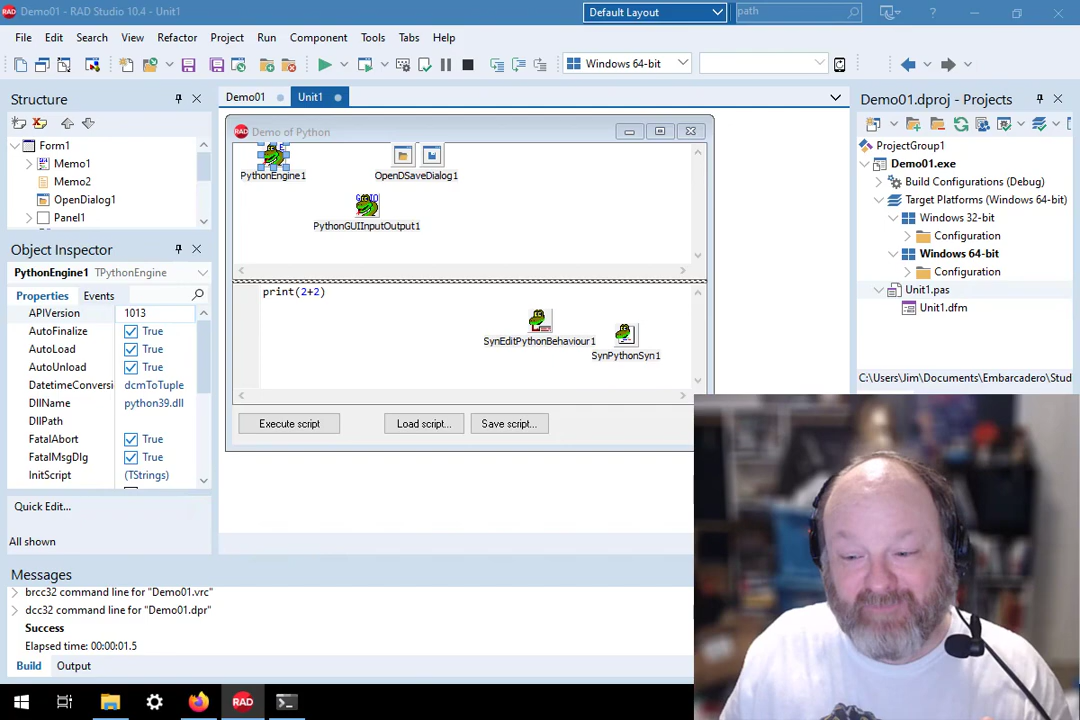 Demo01 - RAD Studio 10.4 - Unit1
Default Layout
path
File Edit Search View Refactor Project Run Component Tools Tabs Help
Windows 64-bit
Structure
Form1
Memo1
Memo2
OpenDialog1
Panel1
Object Inspector
PythonEngine1 TPythonEngine
Properties Events
APIVersion 1013
AutoFinalize True
AutoLoad True
AutoUnload True
DatetimeConversi dcmToTuple
DllName python39.dll
DllPath
FatalAbort True
FatalMsgDlg True
InitScript (TStrings)
Quick Edit...
All shown
Demo01 Unit1
Demo of Python
PythonEngine1
OpenDSaveDialog1
PythonGUIInputOutput1
print(2+2)
SynEditPythonBehaviour1
SynPythonSyn1
Execute script Load script... Save script...
Demo01.dproj - Projects
ProjectGroup1
Demo01.exe
Build Configurations (Debug)
Target Platforms (Windows 64-bit)
Windows 32-bit
Configuration
Windows 64-bit
Configuration
Unit1.pas
Unit1.dfm
C:\Users\Jim\Documents\Embarcadero\Stud
Messages
brcc32 command line for "Demo01.vrc"
dcc32 command line for "Demo01.dpr"
Success
Elapsed time: 00:00:01.5
Build Output
RAD